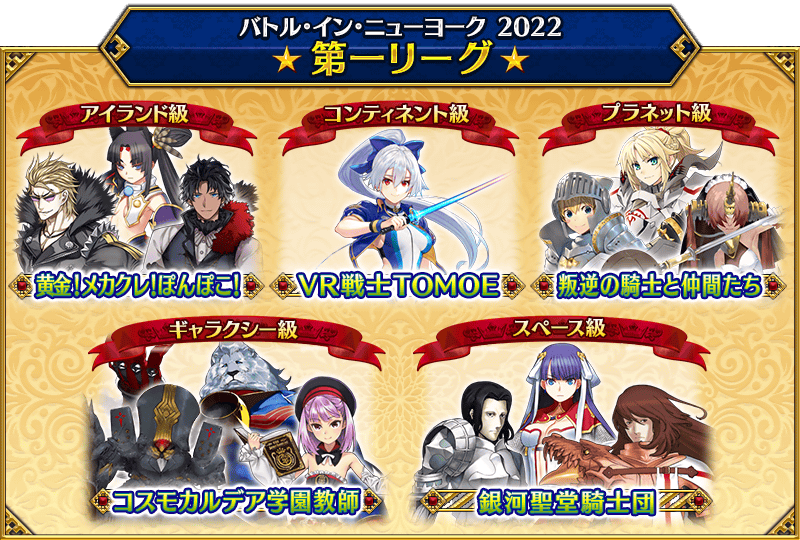 バトル・イン・ニューヨーク 2022
★ 第一リーグ ★
アイランド級
黄金!メカクレ!ぽんぽこ!
コンティネント級
VR戦士TOMOE
プラネット級
叛逆の騎士と仲間たち
ギャラクシー級
コスモカルデア学園教師
スペース級
銀河聖堂騎士団